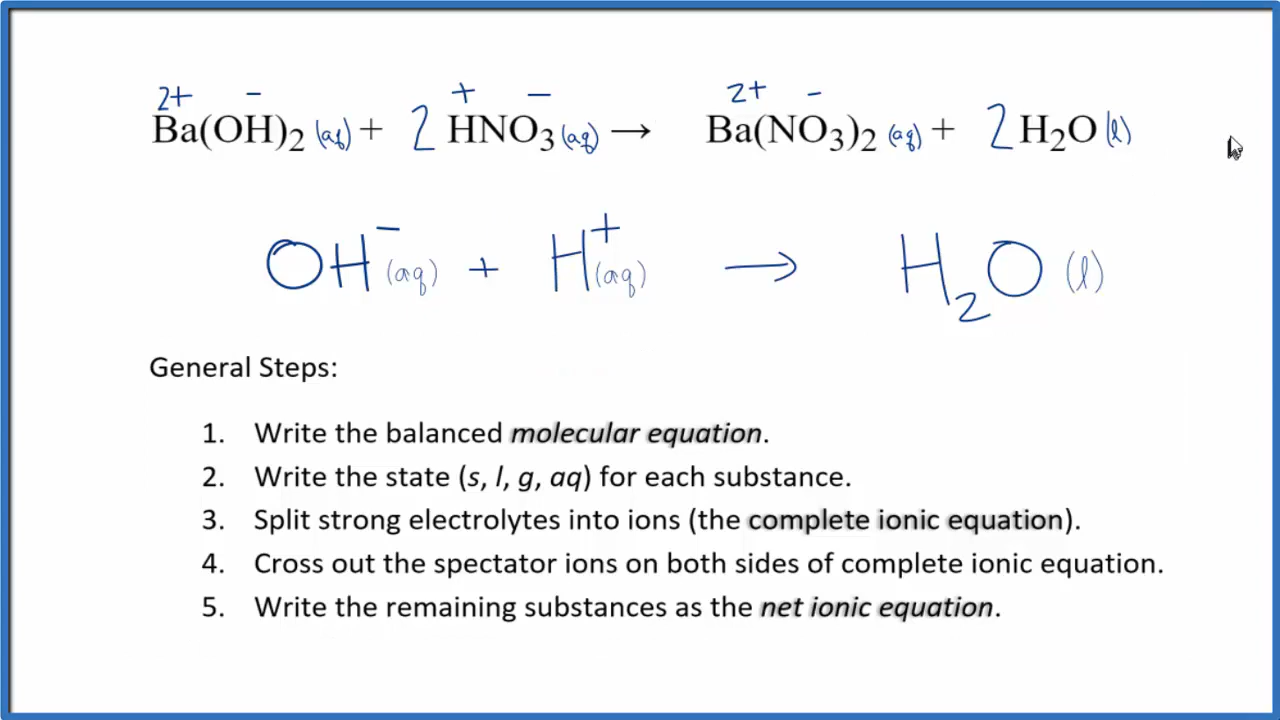 2+ − + − 2+ −
Ba(OH)₂ (aq) + 2 HNO₃ (aq) → Ba(NO₃)₂ (aq) + 2 H₂O (l)
OH⁻ (aq) + H⁺ (aq) → H₂O (l)
General Steps:
1. Write the balanced molecular equation.
2. Write the state (s, l, g, aq) for each substance.
3. Split strong electrolytes into ions (the complete ionic equation).
4. Cross out the spectator ions on both sides of complete ionic equation.
5. Write the remaining substances as the net ionic equation.